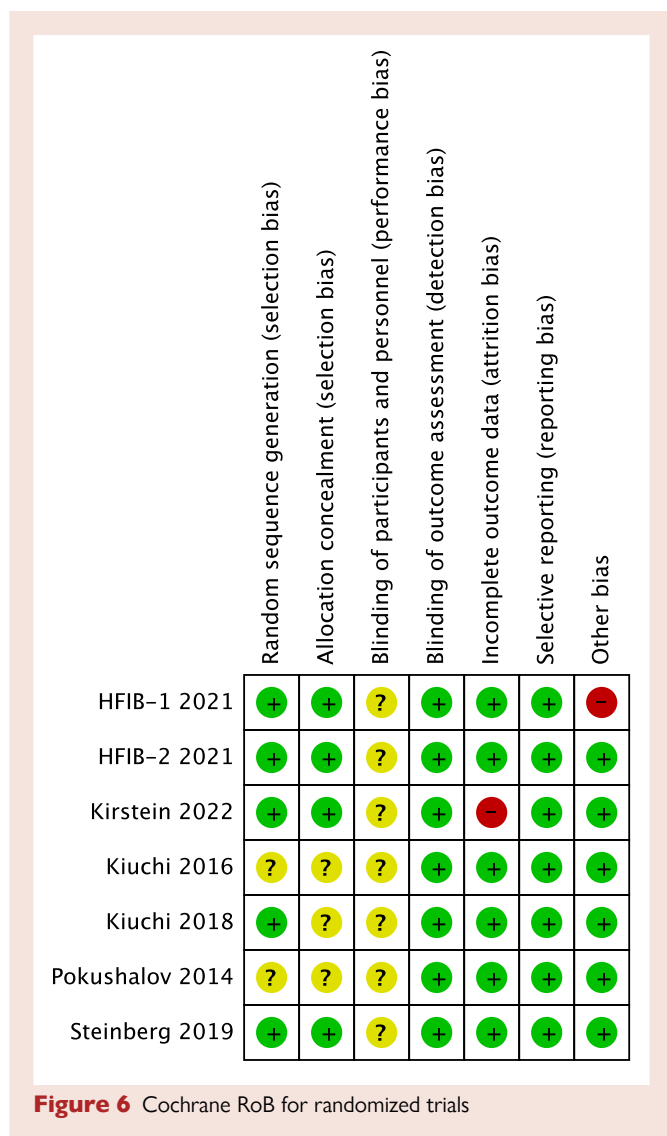 Random sequence generation (selection bias)
Allocation concealment (selection bias)
Blinding of participants and personnel (performance bias)
Blinding of outcome assessment (detection bias)
Incomplete outcome data (attrition bias)
Selective reporting (reporting bias)
Other bias
HFIB−1 2021 + + ? + + + −
HFIB−2 2021 + + ? + + + +
Kirstein 2022 + + ? + − + +
Kiuchi 2016 ? ? ? + + + +
Kiuchi 2018 + ? ? + + + +
Pokushalov 2014 ? ? ? + + + +
Steinberg 2019 + + ? + + + +
Figure 6 Cochrane RoB for randomized trials